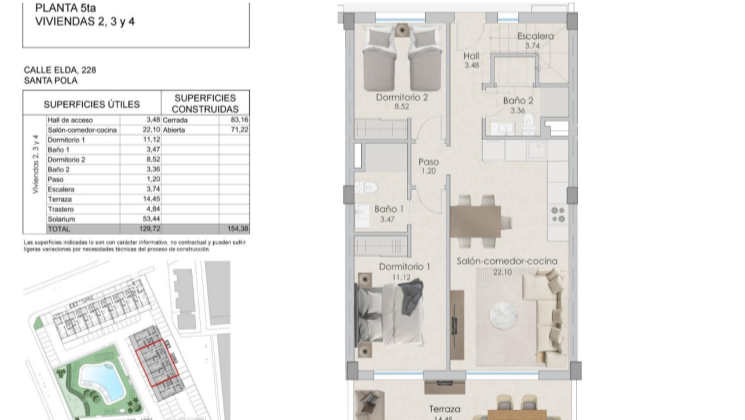 PLANTA 5ta
VIVIENDAS 2, 3 y 4
CALLE ELDA, 228
SANTA POLA
SUPERFICIES ÚTILES
SUPERFICIES CONSTRUIDAS
Viviendas 2, 3 y 4
Hall de acceso 3,48 Cerrada 83,16
Salón-comedor-cocina 22,10 Abierta 71,22
Dormitorio 1 11,12
Baño 1 3,47
Dormitorio 2 8,52
Baño 2 3,36
Paso 1,20
Escalera 3,74
Terraza 14,45
Trastero 4,84
Solarium 53,44
TOTAL 129,72 154,38
Las superficies indicadas lo son con carácter informativo, no contractual y pueden sufrir
ligeras variaciones por necesidades técnicas del proceso de construcción.
Escalera
3.74
Hall
3.48
Dormitorio 2
8.52
Baño 2
3.36
Paso
1.20
Baño 1
3.47
Dormitorio 1
11.12
Salón-comedor-cocina
22.10
Terraza
14.45